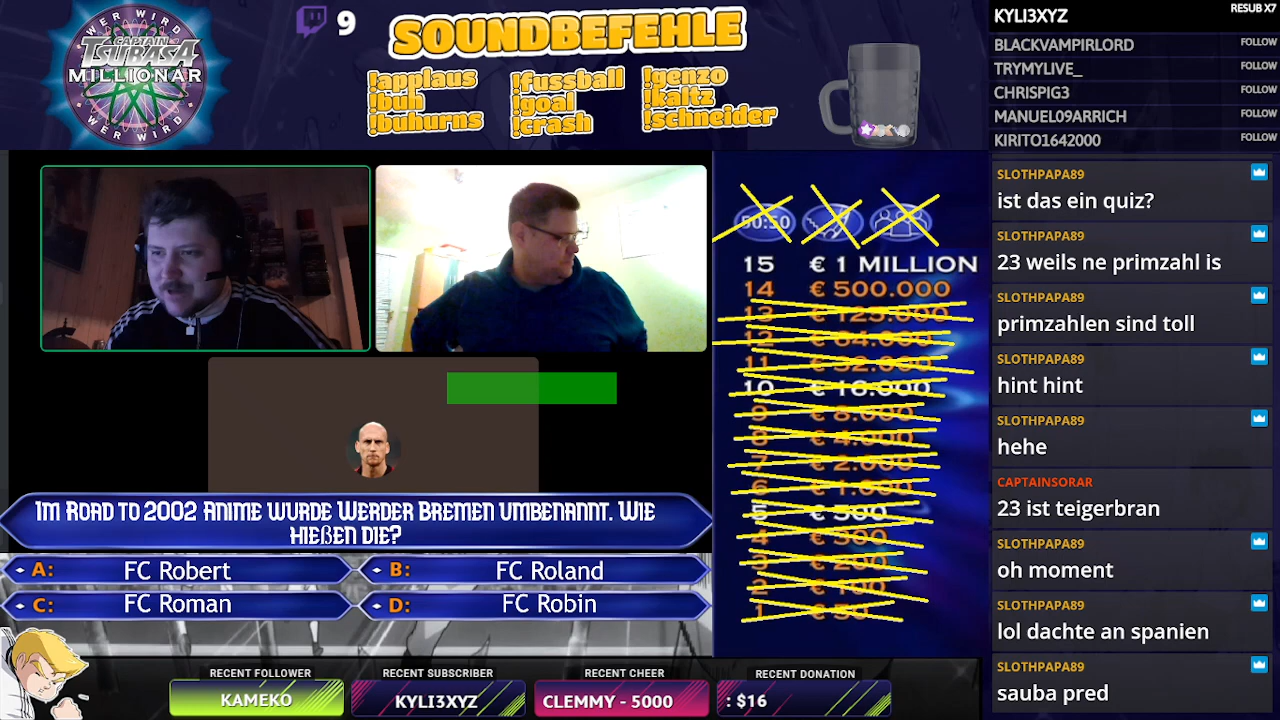 WER WIRD
CAPTAIN
TSUBASA
MILLIONÄR
WER WIRD
9
SOUNDBEFEHLE
!applaus
!buh
!buhurns
!fussball
!goal
!crash
!genzo
!kaltz
!schneider
KYLI3XYZ RESUB X7
BLACKVAMPIRLORD FOLLOW
TRYMYLIVE_ FOLLOW
CHRISPIG3 FOLLOW
MANUEL09ARRICH FOLLOW
KIRITO1642000 FOLLOW
50:50
15 € 1 MILLION
14 € 500.000
13 € 125.000
12 € 64.000
11 € 32.000
10 € 16.000
9 € 8.000
8 € 4.000
7 € 2.000
6 € 1.000
5 € 500
4 € 300
3 € 200
2 € 100
1 € 50
Im Road to 2002 Anime wurde Werder Bremen umbenannt. Wie
hießen die?
A: FC Robert
B: FC Roland
C: FC Roman
D: FC Robin
SLOTHPAPA89
ist das ein quiz?
SLOTHPAPA89
23 weils ne primzahl is
SLOTHPAPA89
primzahlen sind toll
SLOTHPAPA89
hint hint
SLOTHPAPA89
hehe
CAPTAINSORAR
23 ist teigerbran
SLOTHPAPA89
oh moment
SLOTHPAPA89
lol dachte an spanien
SLOTHPAPA89
sauba pred
RECENT FOLLOWER
KAMEKO
RECENT SUBSCRIBER
KYLI3XYZ
RECENT CHEER
CLEMMY - 5000
RECENT DONATION
: $16